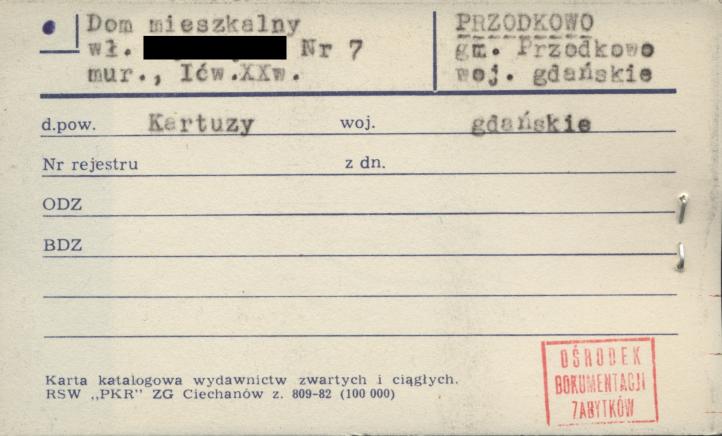 Dom mieszkalny
wł. Nr 7
mur., Ićw.XXw.
PRZODKOWO
gm. Przodkowo
woj. gdańskie
d.pow. Kartuzy woj. gdańskie
Nr rejestru z dn.
ODZ
BDZ
Karta katalogowa wydawnictw zwartych i ciągłych.
RSW „PKR" ZG Ciechanów z. 809-82 (100 000)
OŚRODEK
DOKUMENTACJI
ZABYTKÓW